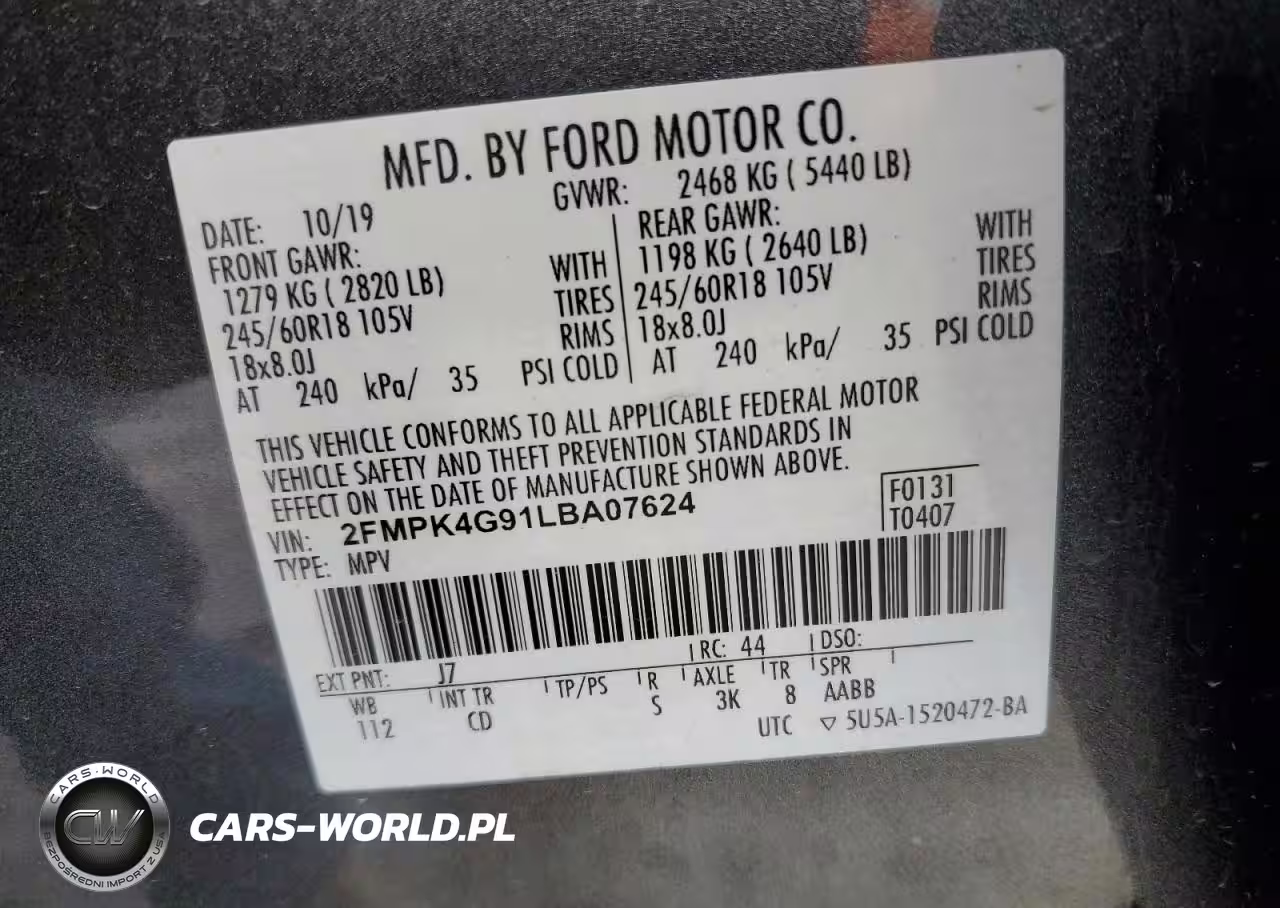 MFD. BY FORD MOTOR CO.
DATE: 10/19 GVWR: 2468 KG ( 5440 LB)
FRONT GAWR: REAR GAWR:
1279 KG ( 2820 LB) WITH 1198 KG ( 2640 LB) WITH
245/60R18 105V TIRES 245/60R18 105V TIRES
18x8.0J RIMS 18x8.0J RIMS
AT 240 kPa/ 35 PSI COLD AT 240 kPa/ 35 PSI COLD
THIS VEHICLE CONFORMS TO ALL APPLICABLE FEDERAL MOTOR
VEHICLE SAFETY AND THEFT PREVENTION STANDARDS IN
EFFECT ON THE DATE OF MANUFACTURE SHOWN ABOVE.
VIN: 2FMPK4G91LBA07624 F0131
TYPE: MPV T0407
EXT PNT: J7 RC: 44 DSO:
WB INT TR TP/PS R AXLE TR SPR
112 CD S 3K 8 AABB
UTC ▽ 5U5A-1520472-BA
CARS-WORLD
CW
BEZPOŚREDNI IMPORT Z USA
CARS-WORLD.PL